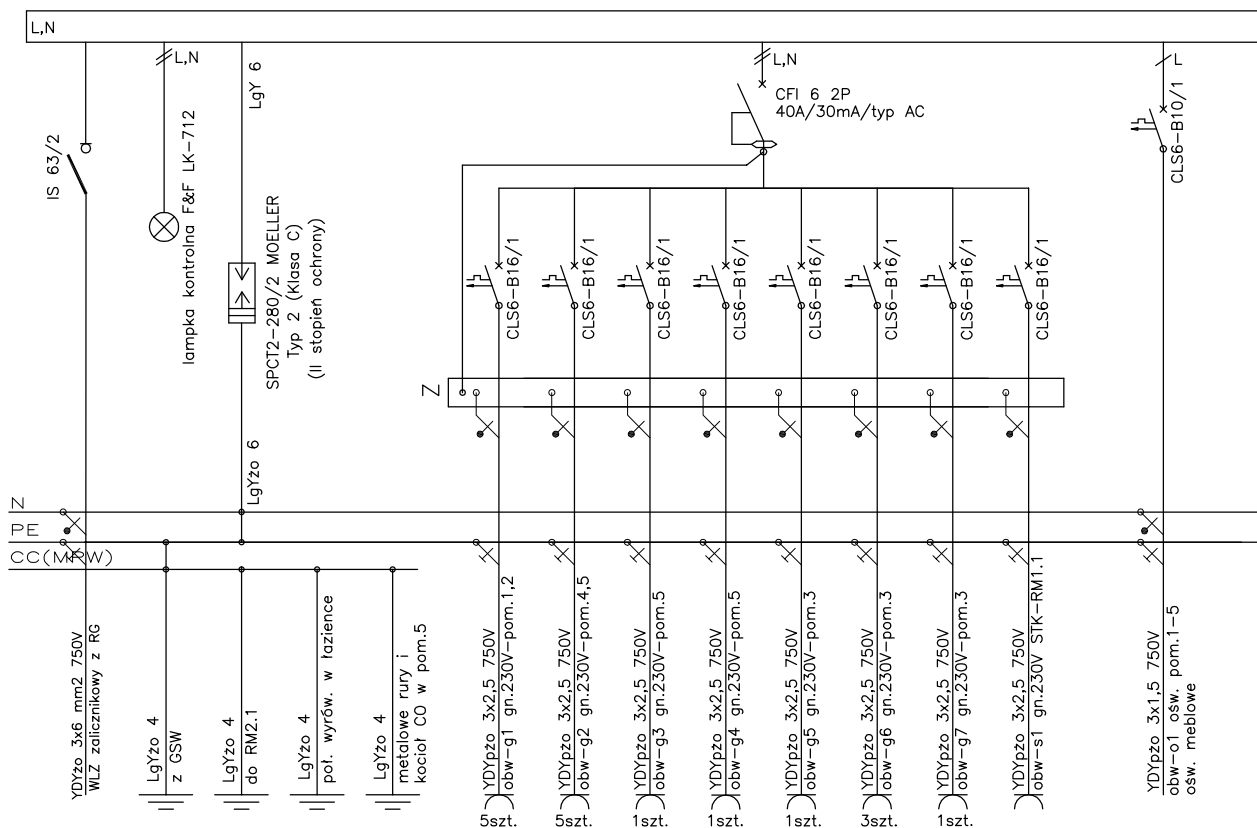 L,N
L,N
LgY 6
L,N
L
CFI 6 2P
40A/30mA/typ AC
IS 63/2
lampka kontrolna F&F LK-712
SPCT2-280/2 MOELLER
Typ 2 (Klasa C)
(II stopień ochrony)
CLS6-B10/1
CLS6-B16/1
CLS6-B16/1
CLS6-B16/1
CLS6-B16/1
CLS6-B16/1
CLS6-B16/1
CLS6-B16/1
CLS6-B16/1
Z
LgYżo 6
N
PE
CC(MPW)
YDYżo 3x6 mm2 750V
WLZ zalicznikowy z RG
LgYżo 4
z GSW
LgYżo 4
do RM2.1
LgYżo 4
poł. wyrów. w łazience
LgYżo 4
metalowe rury i
kocioł CO w pom.5
YDYpżo 3x2,5 750V
obw-g1 gn.230V-pom.1,2
YDYpżo 3x2,5 750V
obw-g2 gn.230V-pom.4,5
YDYpżo 3x2,5 750V
obw-g3 gn.230V-pom.5
YDYpżo 3x2,5 750V
obw-g4 gn.230V-pom.5
YDYpżo 3x2,5 750V
obw-g5 gn.230V-pom.3
YDYpżo 3x2,5 750V
obw-g6 gn.230V-pom.3
YDYpżo 3x2,5 750V
obw-g7 gn.230V-pom.3
YDYpżo 3x2,5 750V
obw-s1 gn.230V STK-RM1.1
YDYpżo 3x1,5 750V
obw-o1 ośw. pom.1-5
ośw. meblowe
5szt.
5szt.
1szt.
1szt.
1szt.
3szt.
1szt.